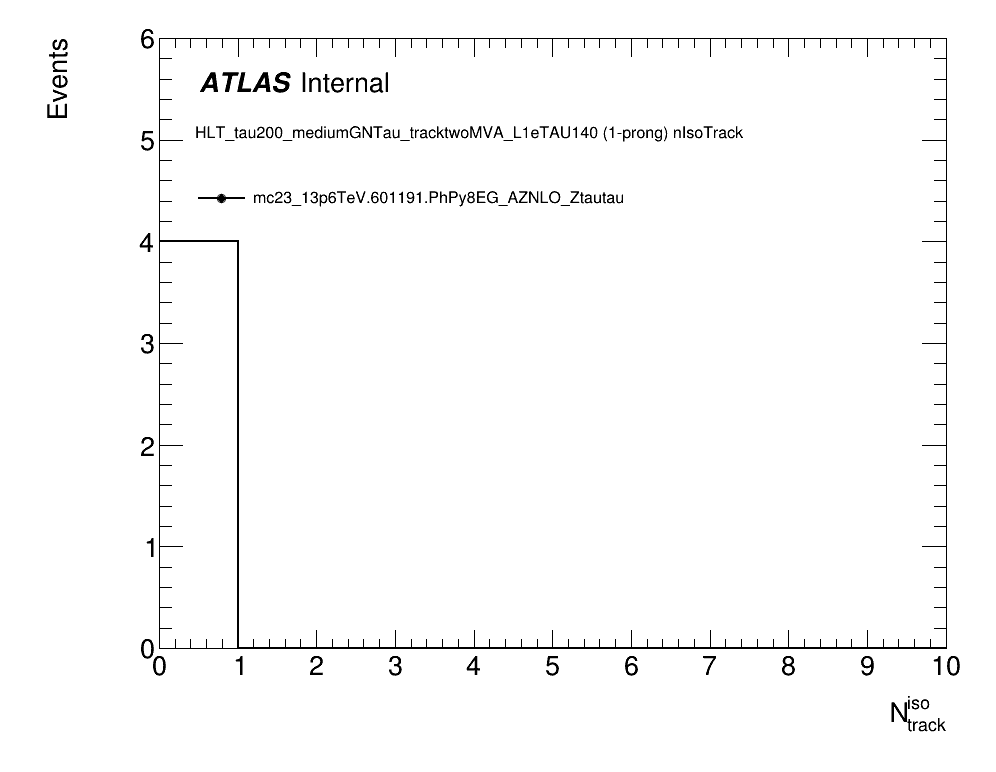 Events
6
5
4
3
2
1
0
ATLAS Internal
HLT_tau200_mediumGNTau_tracktwoMVA_L1eTAU140 (1-prong) nIsoTrack
mc23_13p6TeV.601191.PhPy8EG_AZNLO_Ztautau
0 1 2 3 4 5 6 7 8 9 10
N iso track